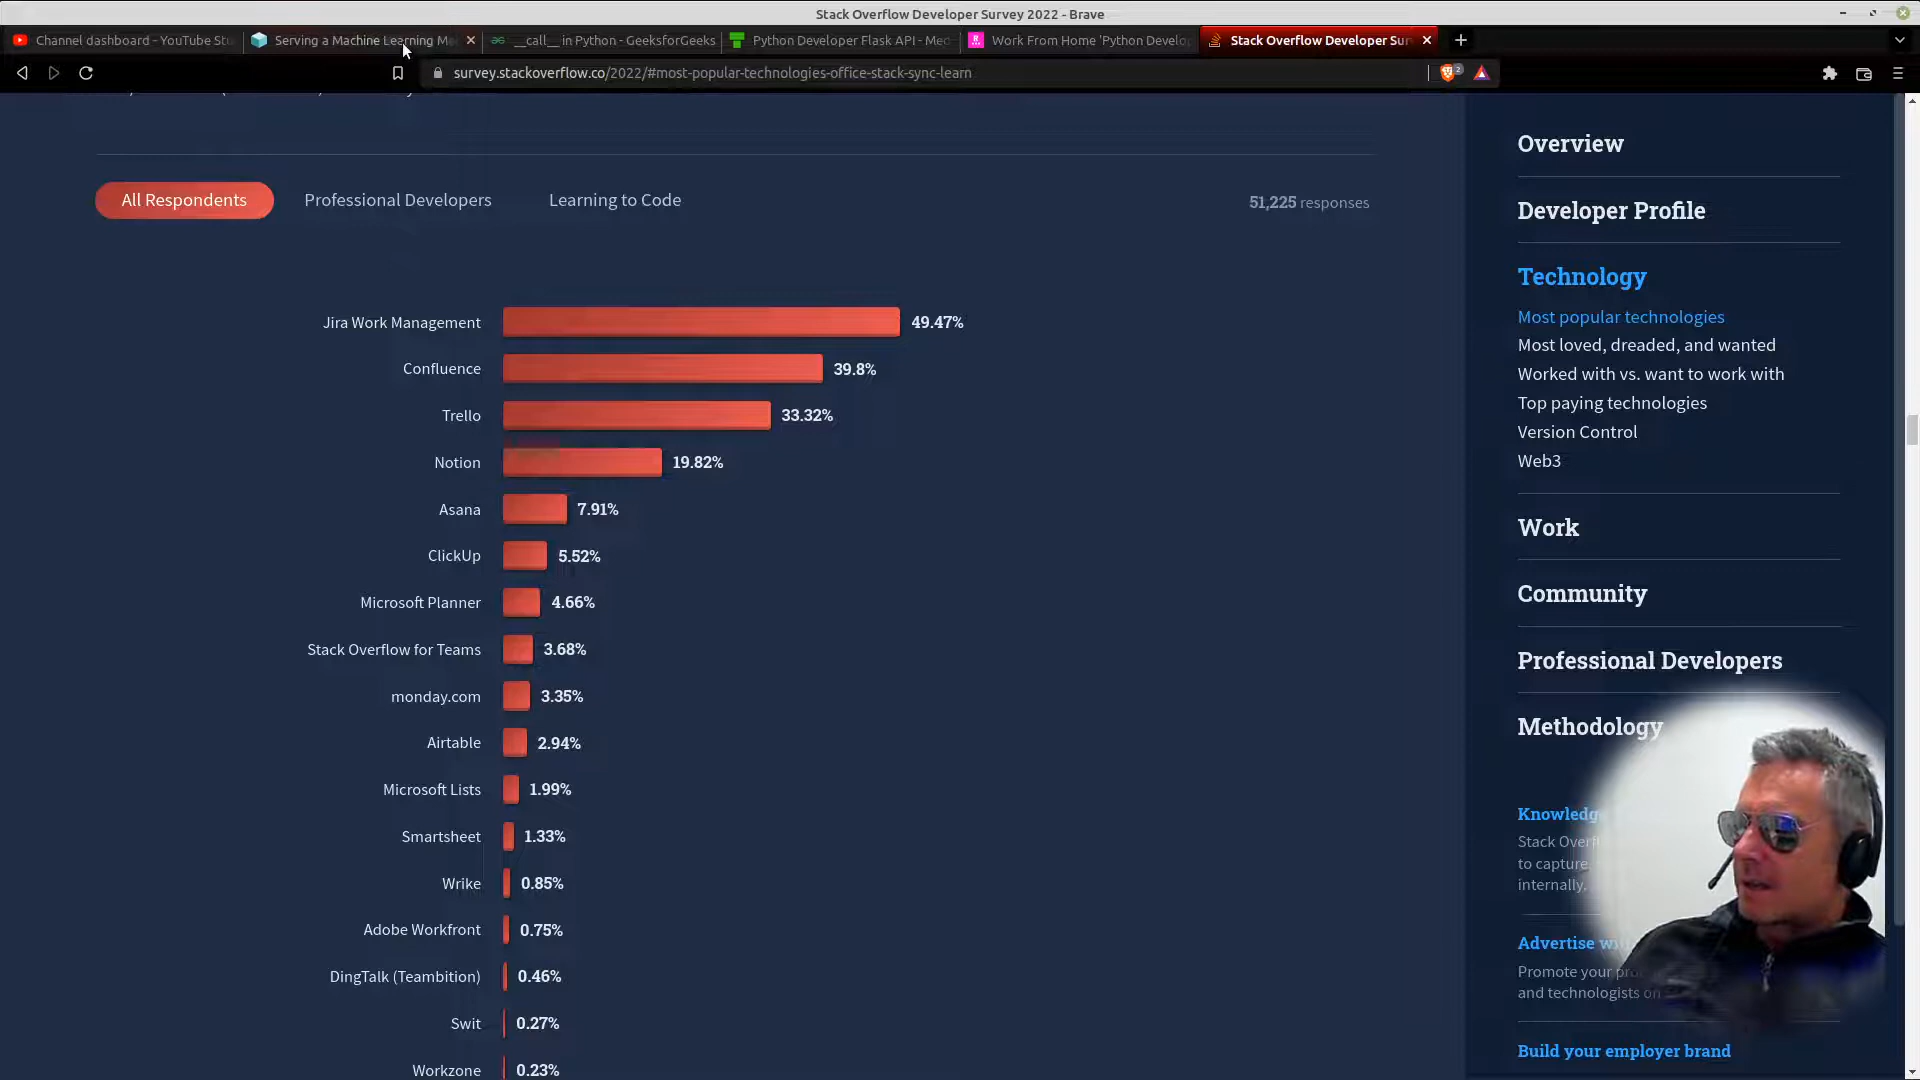 Stack Overflow Developer Survey 2022 - Brave
Channel dashboard - YouTube Stu
Serving a Machine Learning Me
__call__ in Python - GeeksforGeeks
Python Developer Flask API - Med
Work From Home 'Python Develo
Stack Overflow Developer Sur
survey.stackoverflow.co/2022/#most-popular-technologies-office-stack-sync-learn
2
All Respondents
Professional Developers
Learning to Code
51,225 responses
Jira Work Management 49.47%
Confluence 39.8%
Trello 33.32%
Notion 19.82%
Asana 7.91%
ClickUp 5.52%
Microsoft Planner 4.66%
Stack Overflow for Teams 3.68%
monday.com 3.35%
Airtable 2.94%
Microsoft Lists 1.99%
Smartsheet 1.33%
Wrike 0.85%
Adobe Workfront 0.75%
DingTalk (Teambition) 0.46%
Swit 0.27%
Workzone 0.23%
Overview
Developer Profile
Technology
Most popular technologies
Most loved, dreaded, and wanted
Worked with vs. want to work with
Top paying technologies
Version Control
Web3
Work
Community
Professional Developers
Methodology
Knowledg
Stack Overfl
to capture
internally.
Advertise wi
Promote your pro
and technologists on
Build your employer brand